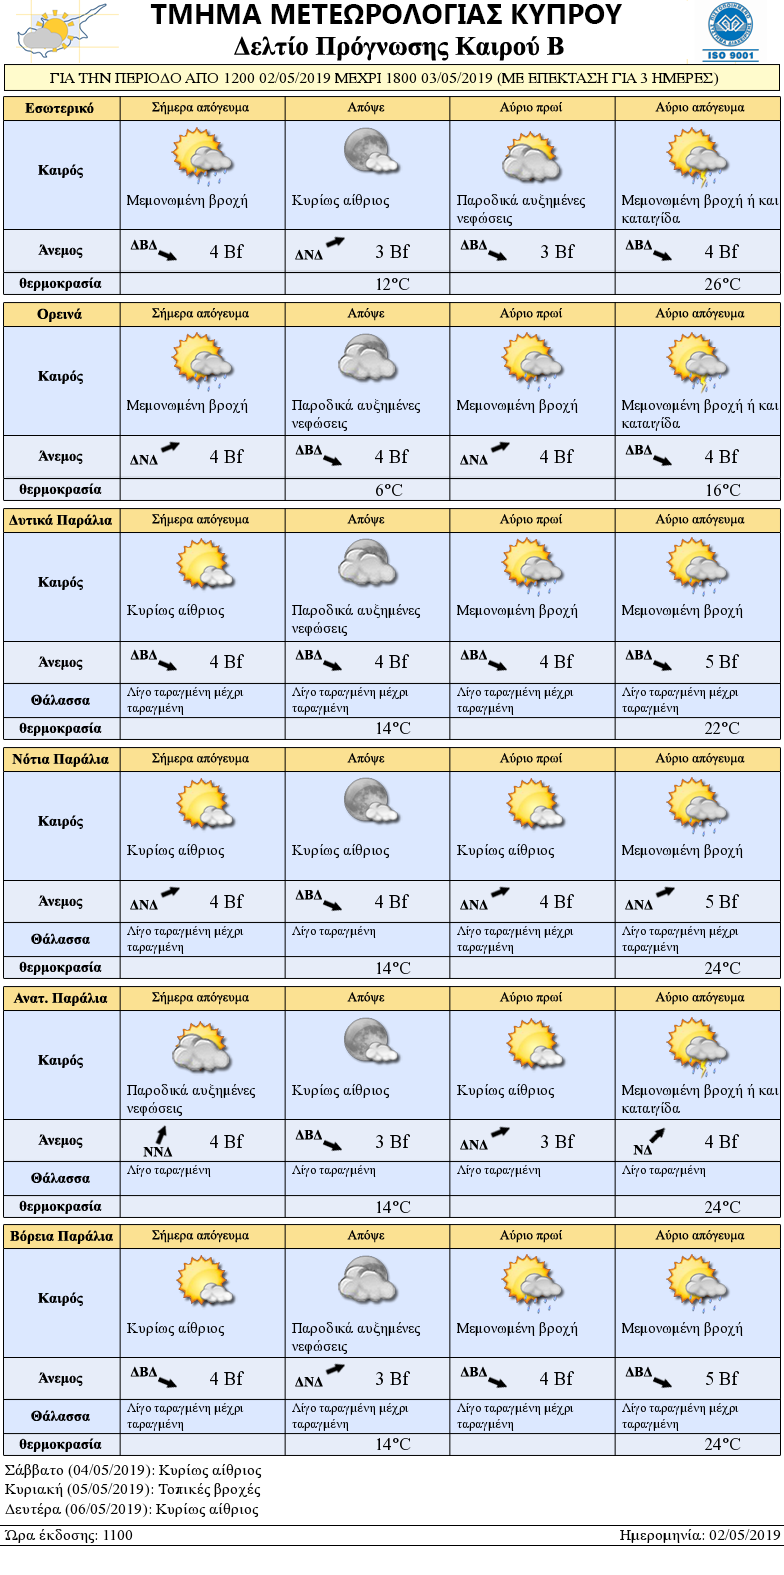 ΤΜΗΜΑ ΜΕΤΕΩΡΟΛΟΓΙΑΣ ΚΥΠΡΟΥ
Δελτίο Πρόγνωσης Καιρού Β
ISO 9001
ΓΙΑ ΤΗΝ ΠΕΡΙΟΔΟ ΑΠΟ 1200 02/05/2019 ΜΕΧΡΙ 1800 03/05/2019 (ΜΕ ΕΠΕΚΤΑΣΗ ΓΙΑ 3 ΗΜΕΡΕΣ)
Εσωτερικό Σήμερα απόγευμα Απόψε Αύριο πρωί Αύριο απόγευμα
Καιρός
Μεμονωμένη βροχή Κυρίως αίθριος Παροδικά αυξημένες Μεμονωμένη βροχή ή και
νεφώσεις καταιγίδα
Άνεμος ΔΒΔ 4 Bf ΔΝΔ 3 Bf ΔΒΔ 3 Bf ΔΒΔ 4 Bf
θερμοκρασία 12°C 26°C
Ορεινά Σήμερα απόγευμα Απόψε Αύριο πρωί Αύριο απόγευμα
Καιρός
Μεμονωμένη βροχή Παροδικά αυξημένες Μεμονωμένη βροχή Μεμονωμένη βροχή ή και
νεφώσεις καταιγίδα
Άνεμος ΔΝΔ 4 Bf ΔΒΔ 4 Bf ΔΝΔ 4 Bf ΔΒΔ 4 Bf
θερμοκρασία 6°C 16°C
Δυτικά Παράλια Σήμερα απόγευμα Απόψε Αύριο πρωί Αύριο απόγευμα
Καιρός
Κυρίως αίθριος Παροδικά αυξημένες Μεμονωμένη βροχή Μεμονωμένη βροχή
νεφώσεις
Άνεμος ΔΒΔ 4 Bf ΔΒΔ 4 Bf ΔΒΔ 4 Bf ΔΒΔ 5 Bf
Θάλασσα Λίγο ταραγμένη μέχρι Λίγο ταραγμένη μέχρι Λίγο ταραγμένη μέχρι Λίγο ταραγμένη μέχρι
ταραγμένη ταραγμένη ταραγμένη ταραγμένη
θερμοκρασία 14°C 22°C
Νότια Παράλια Σήμερα απόγευμα Απόψε Αύριο πρωί Αύριο απόγευμα
Καιρός
Κυρίως αίθριος Κυρίως αίθριος Κυρίως αίθριος Μεμονωμένη βροχή
Άνεμος ΔΝΔ 4 Bf ΔΒΔ 4 Bf ΔΝΔ 4 Bf ΔΝΔ 5 Bf
Θάλασσα Λίγο ταραγμένη μέχρι Λίγο ταραγμένη Λίγο ταραγμένη μέχρι Λίγο ταραγμένη μέχρι
ταραγμένη ταραγμένη ταραγμένη
θερμοκρασία 14°C 24°C
Ανατ. Παράλια Σήμερα απόγευμα Απόψε Αύριο πρωί Αύριο απόγευμα
Καιρός
Παροδικά αυξημένες Κυρίως αίθριος Κυρίως αίθριος Μεμονωμένη βροχή ή και
νεφώσεις καταιγίδα
Άνεμος ΝΝΔ 4 Bf ΔΒΔ 3 Bf ΔΝΔ 3 Bf ΝΔ 4 Bf
Θάλασσα Λίγο ταραγμένη Λίγο ταραγμένη Λίγο ταραγμένη Λίγο ταραγμένη
θερμοκρασία 14°C 24°C
Βόρεια Παράλια Σήμερα απόγευμα Απόψε Αύριο πρωί Αύριο απόγευμα
Καιρός
Κυρίως αίθριος Παροδικά αυξημένες Μεμονωμένη βροχή Μεμονωμένη βροχή
νεφώσεις
Άνεμος ΔΒΔ 4 Bf ΔΝΔ 3 Bf ΔΒΔ 4 Bf ΔΒΔ 5 Bf
Θάλασσα Λίγο ταραγμένη μέχρι Λίγο ταραγμένη μέχρι Λίγο ταραγμένη μέχρι Λίγο ταραγμένη μέχρι
ταραγμένη ταραγμένη ταραγμένη ταραγμένη
θερμοκρασία 14°C 24°C
Σάββατο (04/05/2019): Κυρίως αίθριος
Κυριακή (05/05/2019): Τοπικές βροχές
Δευτέρα (06/05/2019): Κυρίως αίθριος
Ώρα έκδοσης: 1100 Ημερομηνία: 02/05/2019